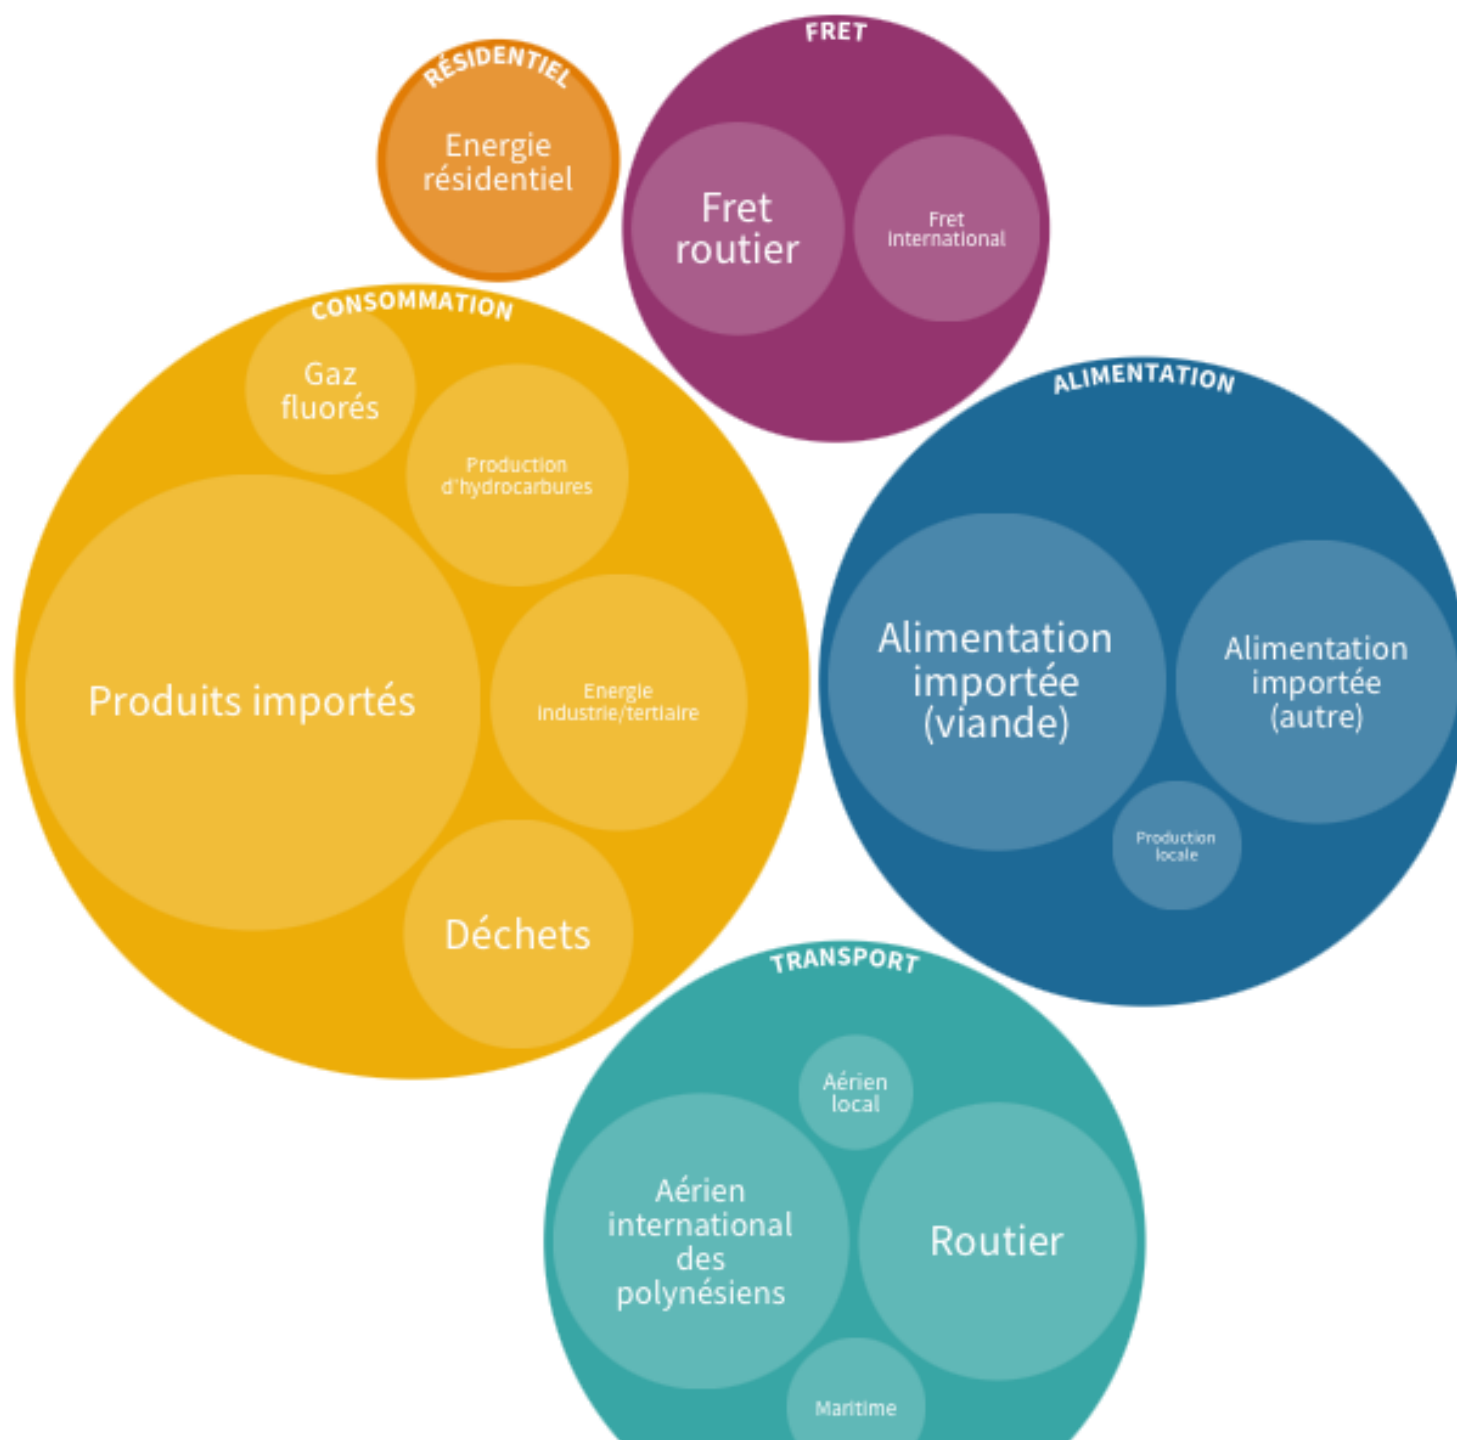 RÉSIDENTIEL
Energie
résidentiel
FRET
Fret
routier
Fret
international
CONSOMMATION
Gaz
fluorés
Production
d'hydrocarbures
Produits importés
Energie
industrie/tertiaire
Déchets
ALIMENTATION
Alimentation
importée
(viande)
Alimentation
importée
(autre)
Production
locale
TRANSPORT
Aérien
local
Aérien
international
des
polynésiens
Routier
Maritime